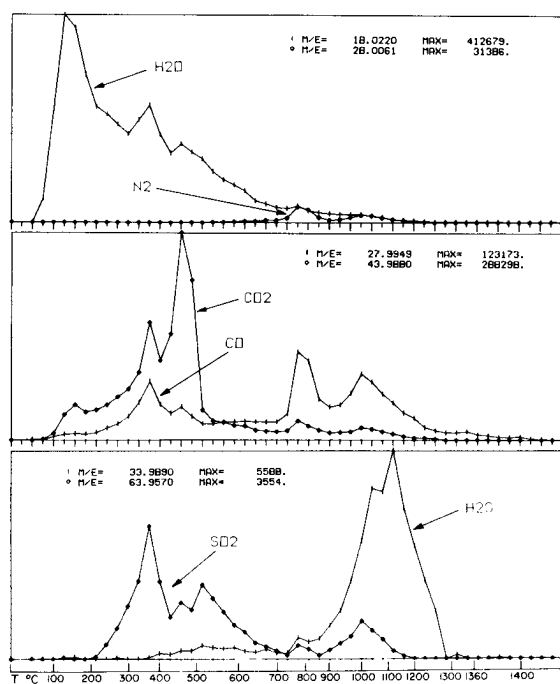 ı M/E= 18.0220 MAX= 412679.
◇ M/E= 28.0061 MAX= 31386.
H2O
N2
ı M/E= 27.9949 MAX= 123173.
◇ M/E= 43.9880 MAX= 288298.
CO2
CO
ı M/E= 33.9890 MAX= 5588.
◇ M/E= 63.9570 MAX= 3554.
H2S
SO2
T °C 100 200 300 400 500 600 700 800 900 1000 1100 1200 1300 1360 1400